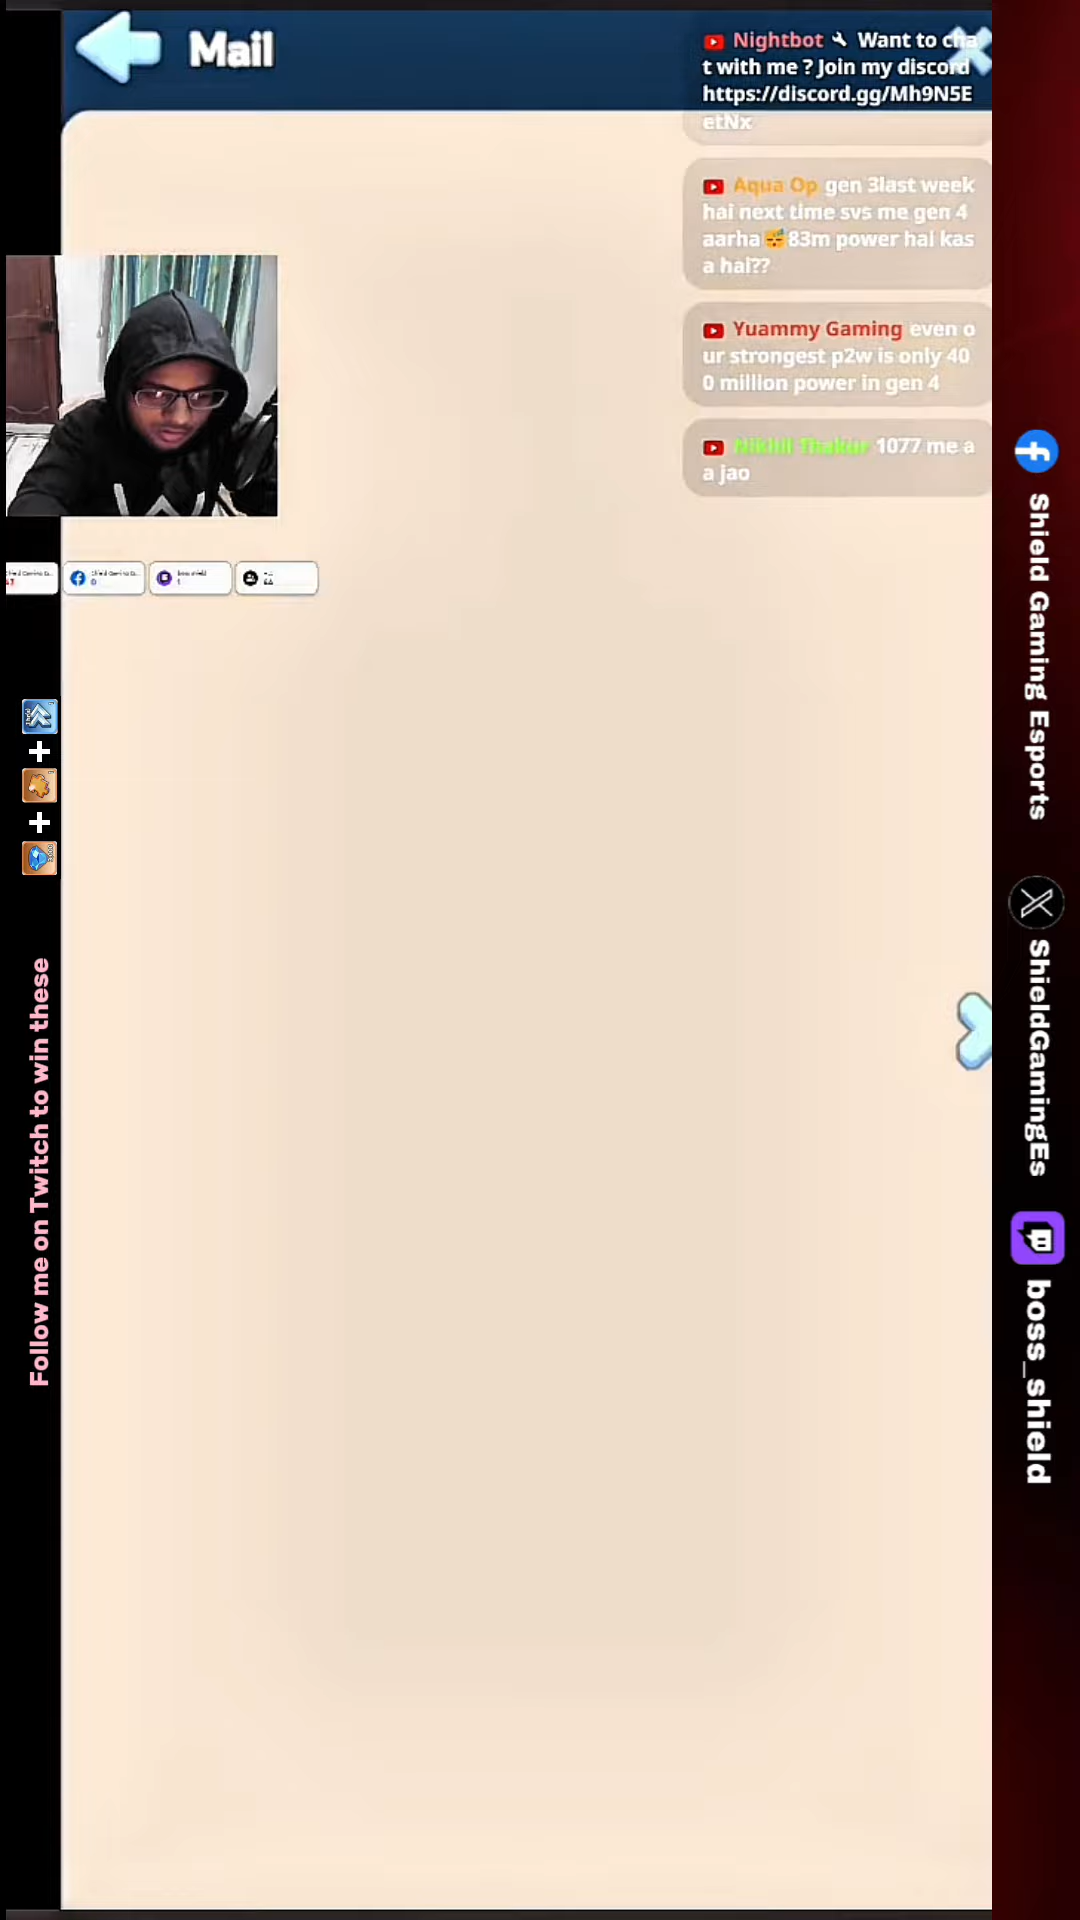 Mail
Nightbot Want to cha
t with me ? Join my discord
https://discord.gg/Mh9N5E
etNx
Aqua Op gen 3last week
hai next time svs me gen 4
aarha😴83m power hai kas
a hai??
Yuammy Gaming even o
ur strongest p2w is only 40
0 million power in gen 4
Nikhil Thakur 1077 me a
a jao
Follow me on Twitch to win these
Shield Gaming Esports
ShieldGamingEs
boss_shield